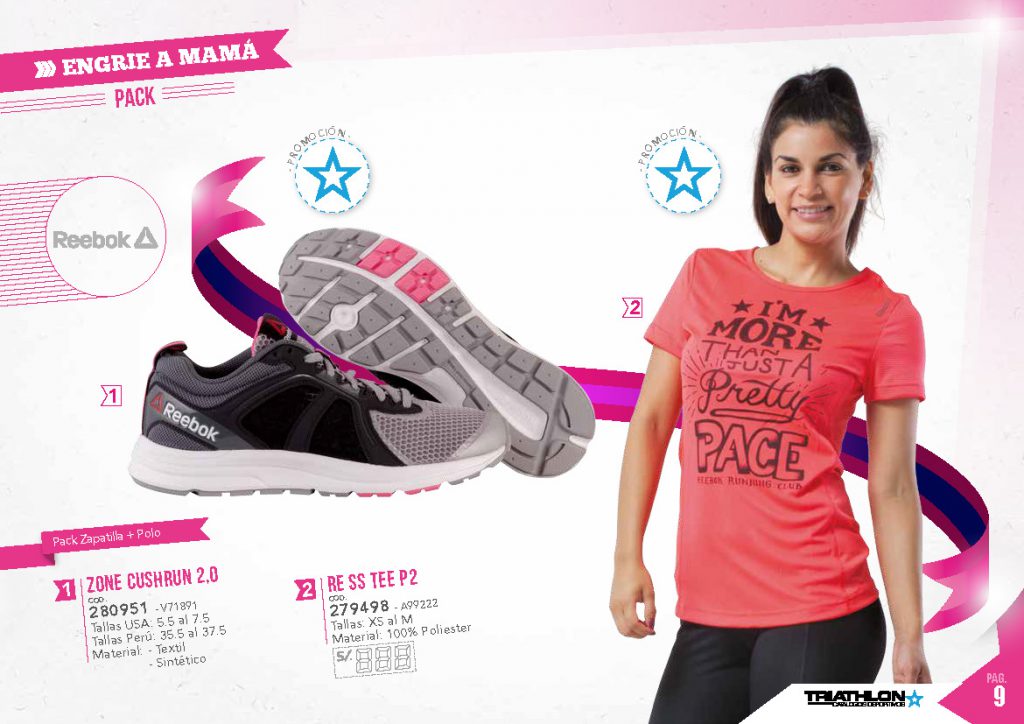 ENGRIE A MAMÁ
PACK
Reebok
PROMOCIÓN
PROMOCIÓN
1
2
Reebok
I'M
MORE
THAN
JUST A
Pretty
PACE
REEBOK RUNNING CLUB
Pack Zapatilla + Polo
1 ZONE CUSHRUN 2,0
COD.
280951 - V71891
Tallas USA: 5.5 al 7.5
Tallas Perú: 35.5 al 37.5
Material: - Textil
- Sintético
2 RE SS TEE P2
COD.
279498 - A99222
Tallas: XS al M
Material: 100% Poliester
S/. 888
TRIATHLON
CATÁLOGOS DEPORTIVOS
PAG.
9